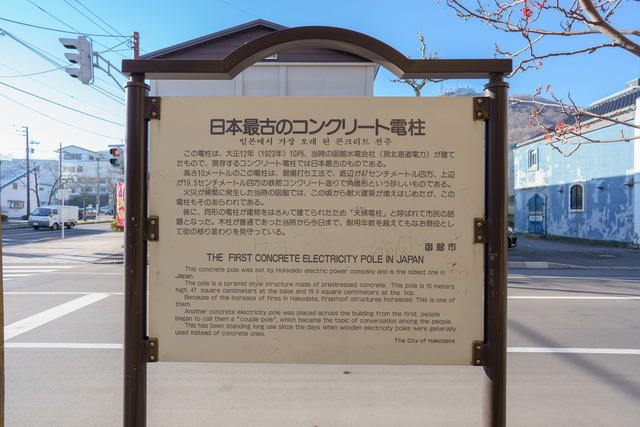 日本最古のコンクリート電柱
일본에서 가장 오래 된 콘크리트 전주
この電柱は、大正12年（1923年）10月、当時の函館水電会社（現北海道電力）が建て
たもので、現存するコンクリート電柱では日本最古のものである。
高さ10メートルのこの電柱は、現場打ち工法で、底辺が47センチメートル四方、上辺
が19.5センチメートル四方の鉄筋コンクリート造りで角錐形という珍しいものである。
火災が頻繁に発生した当時の函館では、この頃から耐火建築が増えはじめたが、この
電柱もそのあらわれである。
後に、同形の電柱が建物をはさんで建てられたため「夫婦電柱」と呼ばれて市民の話
題となった。木柱が普通であった当時から今日まで、耐用年数を越えてもなお現役とし
て街の移り変わりを見守っている。
函館市
THE FIRST CONCRETE ELECTRICITY POLE IN JAPAN
This concrete pole was set by Hokkaido electric power company and is the oldest one in
Japan.
The pole is a pyramid style structure made of prestressed concrete. This pole is 10 meters
high, 47 square centimeters at the base and 19.5 square centimeters at the top.
Because of the increase of fires in Hakodate, fireproof structures increased. This is one of
them.
Another concrete electricity pole was placed across the building from the first, people
began to call them a "couple pole", which became the topic of conversation among the people.
This has been standing long use since the days when wooden electricity poles were generally
used instead of concrete ones.
The City of Hakodate